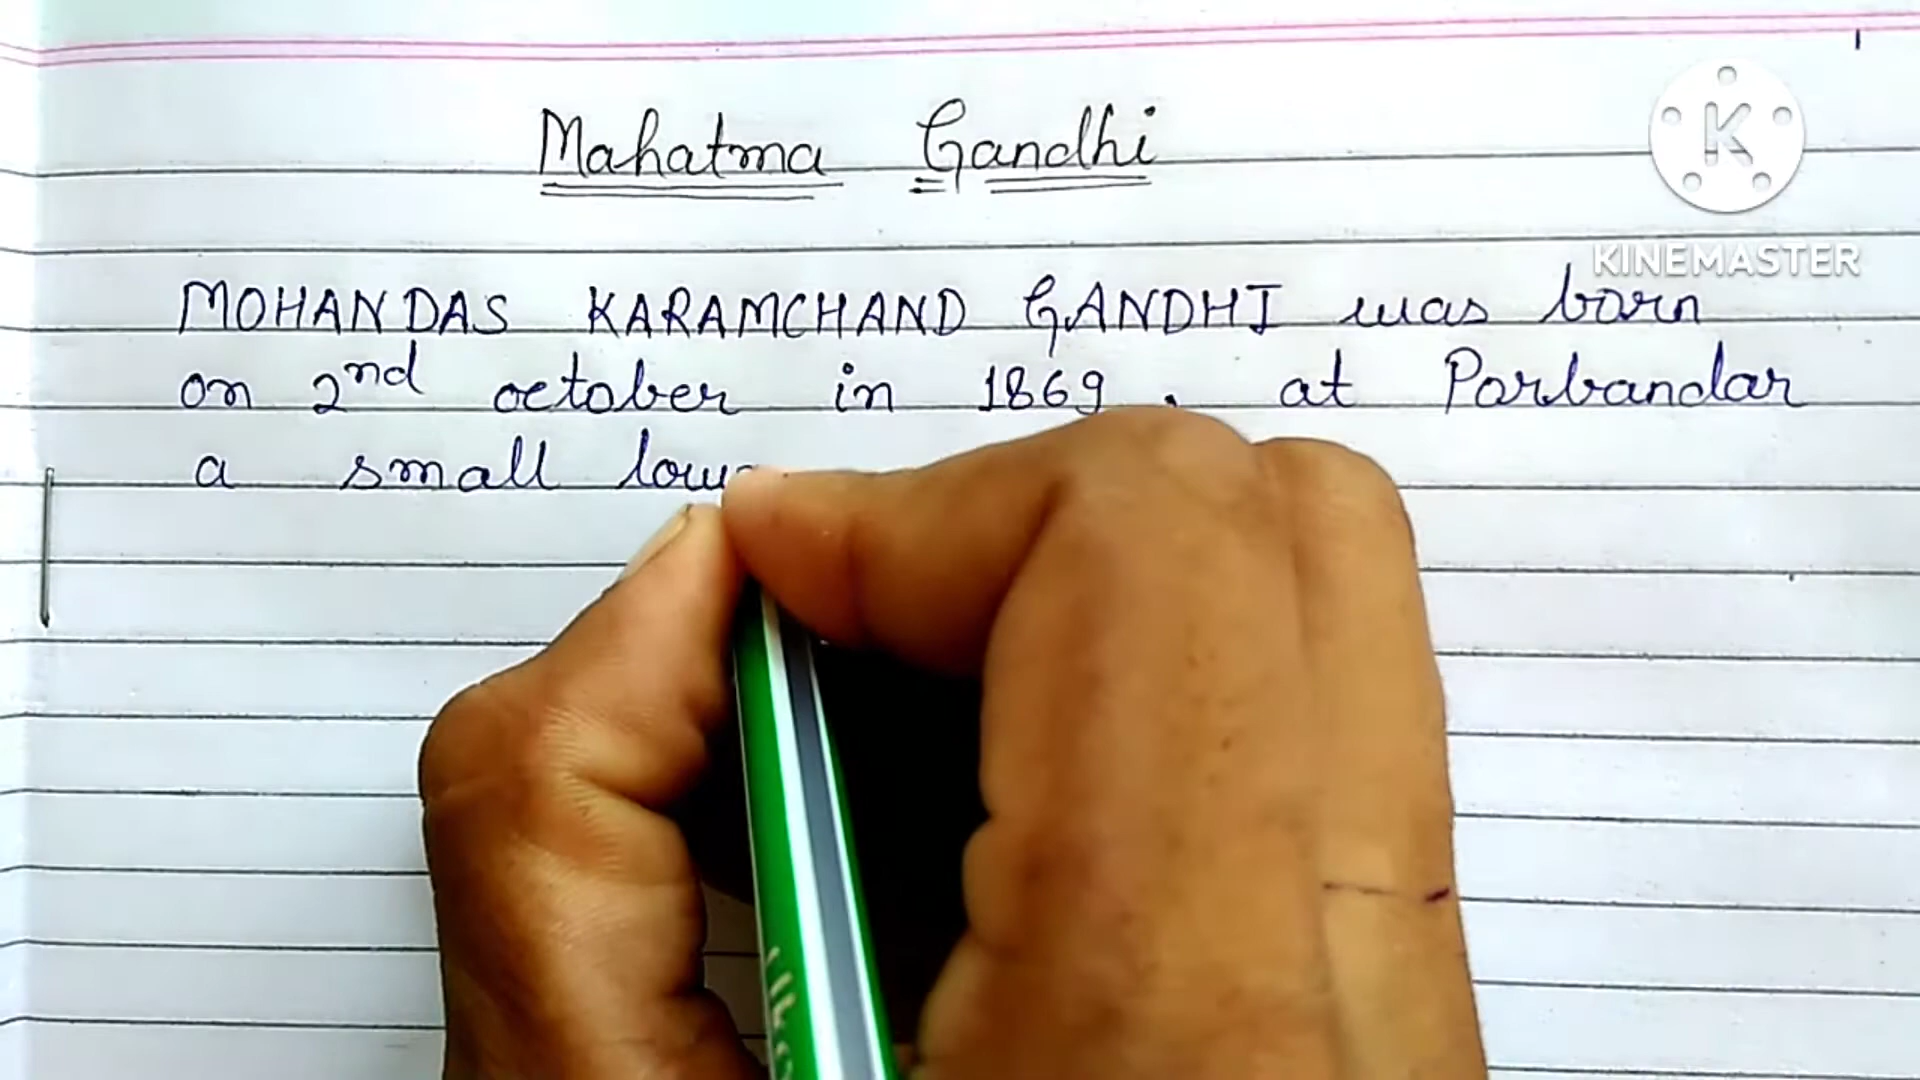 Mahatma Gandhi
KINEMASTER
MOHANDAS KARAMCHAND GANDHI was born
on 2nd october in 1869 . at Porbandar
a small